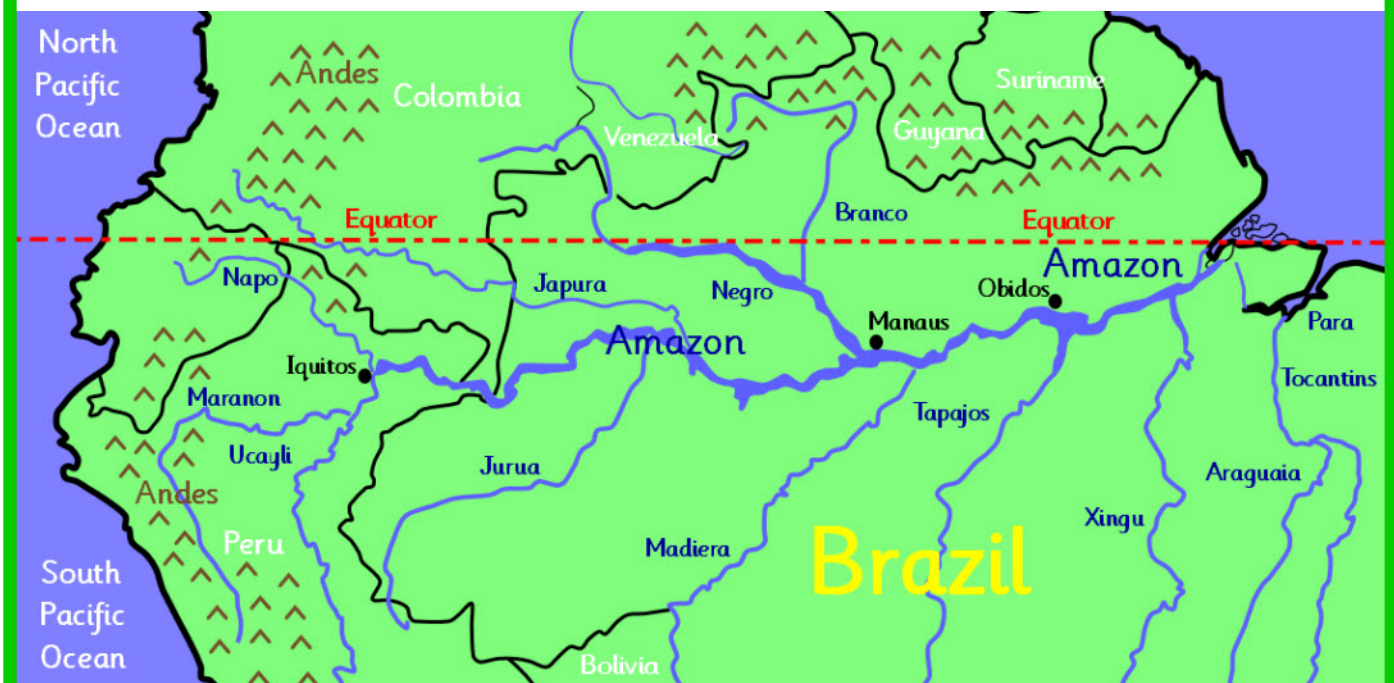 North
Pacific
Ocean
Andes
Colombia
Venezuela
Guyana
Suriname
Equator
Branco
Equator
Napo
Japura
Negro
Obidos
Amazon
Manaus
Para
Iquitos
Amazon
Maranon
Tapajos
Tocantins
Ucayli
Jurua
Araguaia
Andes
Xingu
Peru
Madiera
Brazil
South
Pacific
Ocean
Bolivia